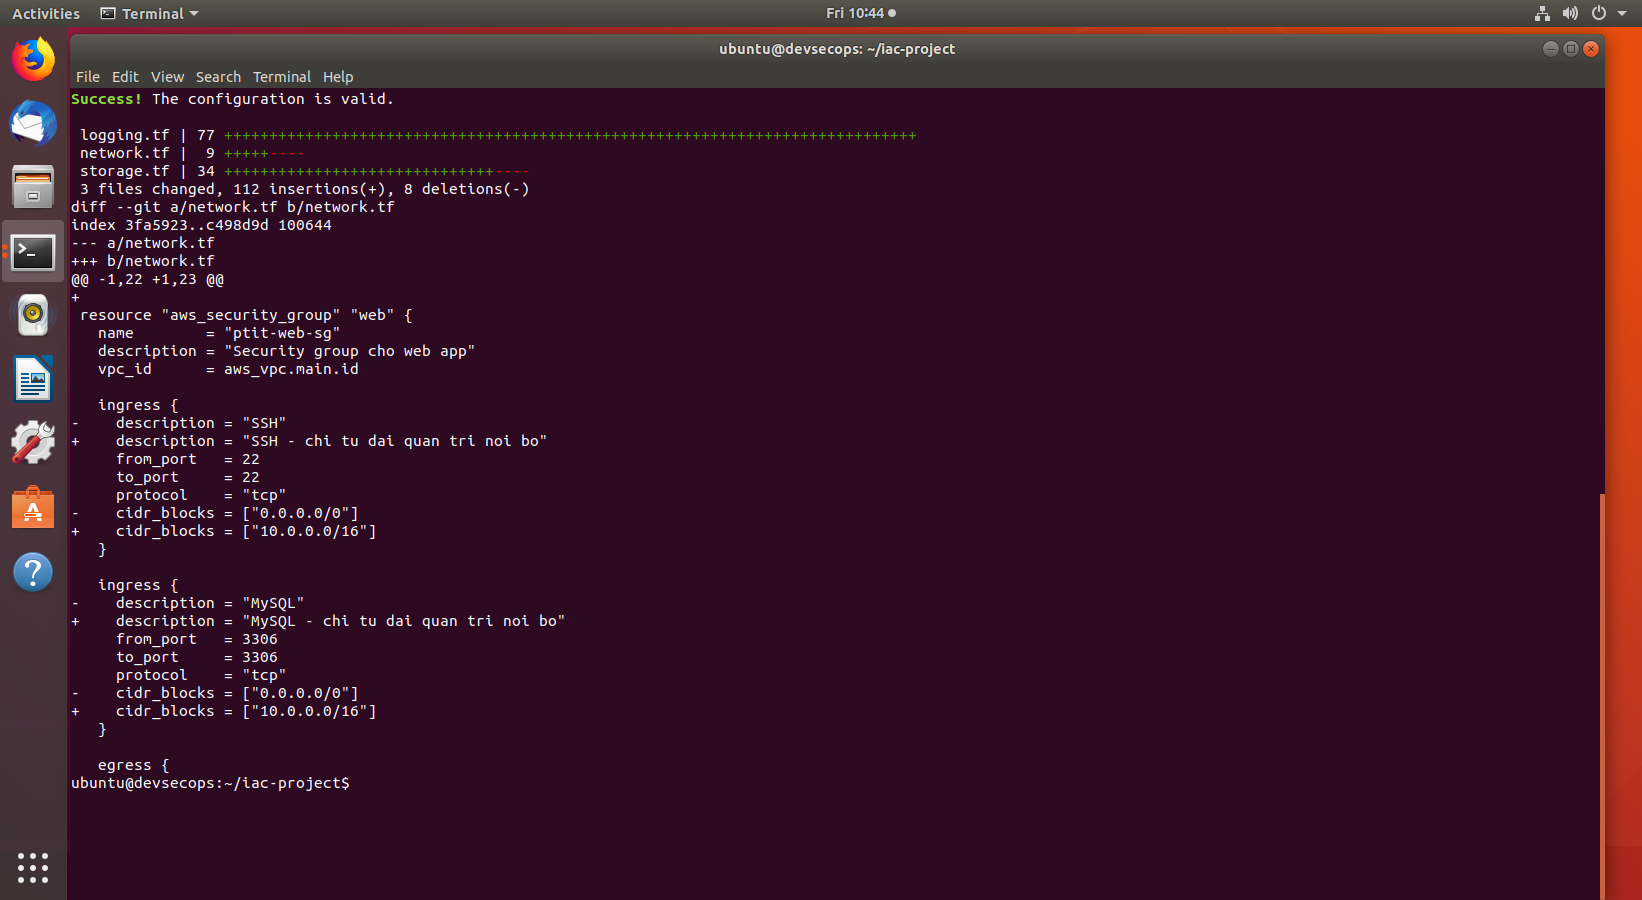 Activities Terminal Fri 10:44
ubuntu@devsecops: ~/iac-project
File Edit View Search Terminal Help
Success! The configuration is valid.
logging.tf | 77 +++++++++++++++++++++++++++++++++++++++++++++++++++++++++++++++++++++++++++++
network.tf |  9 +++++----
storage.tf | 34 ++++++++++++++++++++++++++++++----
3 files changed, 112 insertions(+), 8 deletions(-)
diff --git a/network.tf b/network.tf
index 3fa5923..c498d9d 100644
--- a/network.tf
+++ b/network.tf
@@ -1,22 +1,23 @@
+
 resource "aws_security_group" "web" {
   name        = "ptit-web-sg"
   description = "Security group cho web app"
   vpc_id      = aws_vpc.main.id
   ingress {
-    description = "SSH"
+    description = "SSH - chi tu dai quan tri noi bo"
     from_port   = 22
     to_port     = 22
     protocol    = "tcp"
-    cidr_blocks = ["0.0.0.0/0"]
+    cidr_blocks = ["10.0.0.0/16"]
   }
   ingress {
-    description = "MySQL"
+    description = "MySQL - chi tu dai quan tri noi bo"
     from_port   = 3306
     to_port     = 3306
     protocol    = "tcp"
-    cidr_blocks = ["0.0.0.0/0"]
+    cidr_blocks = ["10.0.0.0/16"]
   }
   egress {
ubuntu@devsecops:~/iac-project$